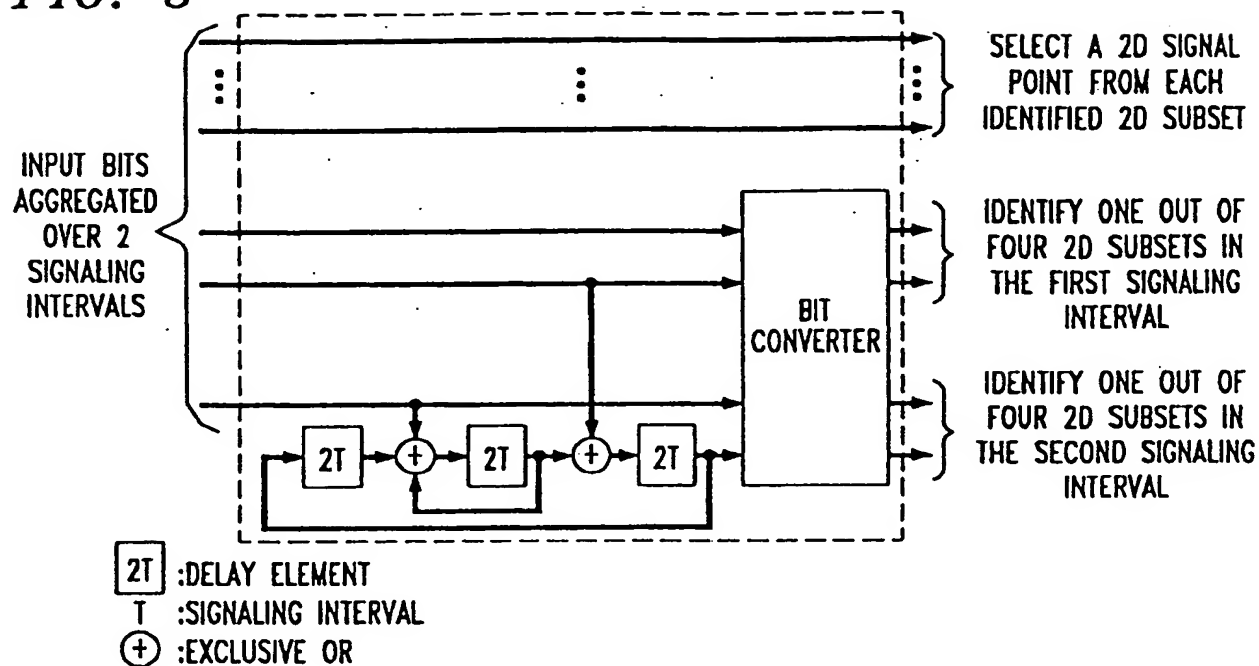 FIG. 8
SELECT A 2D SIGNAL
POINT FROM EACH
IDENTIFIED 2D SUBSET
INPUT BITS
AGGREGATED
OVER 2
SIGNALING
INTERVALS
IDENTIFY ONE OUT OF
FOUR 2D SUBSETS IN
THE FIRST SIGNALING
INTERVAL
BIT
CONVERTER
IDENTIFY ONE OUT OF
FOUR 2D SUBSETS IN
THE SECOND SIGNALING
INTERVAL
2T + 2T + 2T
2T :DELAY ELEMENT
T :SIGNALING INTERVAL
+ :EXCLUSIVE OR